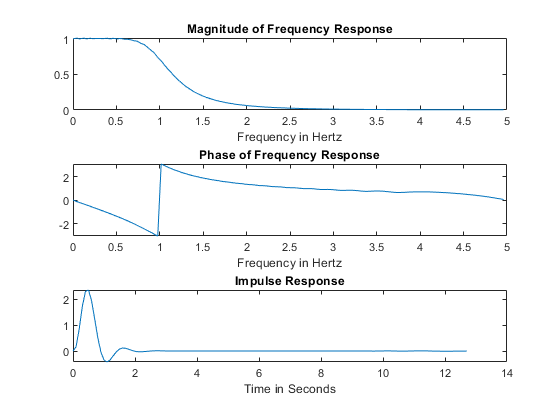 Magnitude of Frequency Response
1
0.5
0
0 0.5 1 1.5 2 2.5 3 3.5 4 4.5 5
Frequency in Hertz
Phase of Frequency Response
2
0
-2
0 0.5 1 1.5 2 2.5 3 3.5 4 4.5 5
Frequency in Hertz
Impulse Response
2
1
0
0 2 4 6 8 10 12 14
Time in Seconds